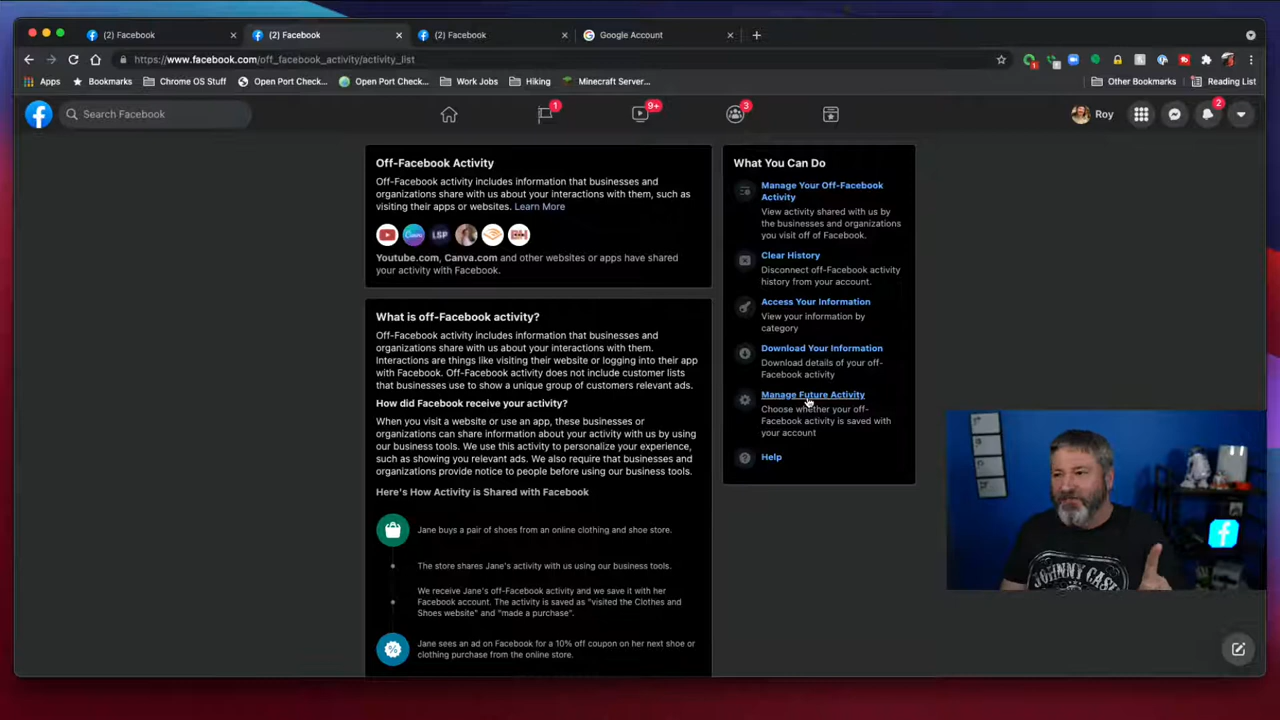 (2) Facebook
(2) Facebook
(2) Facebook
Google Account
https://www.facebook.com/off_facebook_activity/activity_list
Apps
Bookmarks
Chrome OS Stuff
Open Port Check...
Open Port Check...
Work Jobs
Hiking
Minecraft Server...
Other Bookmarks
Reading List
Search Facebook
1
9+
3
Roy
2
Off-Facebook Activity
Off-Facebook activity includes information that businesses and
organizations share with us about your interactions with them, such as
visiting their apps or websites. Learn More
Canva
LSP
Youtube.com, Canva.com and other websites or apps have shared
your activity with Facebook.
What is off-Facebook activity?
Off-Facebook activity includes information that businesses and
organizations share with us about your interactions with them.
Interactions are things like visiting their website or logging into their app
with Facebook. Off-Facebook activity does not include customer lists
that businesses use to show a unique group of customers relevant ads.
How did Facebook receive your activity?
When you visit a website or use an app, these businesses or
organizations can share information about your activity with us by using
our business tools. We use this activity to personalize your experience,
such as showing you relevant ads. We also require that businesses and
organizations provide notice to people before using our business tools.
Here's How Activity is Shared with Facebook
Jane buys a pair of shoes from an online clothing and shoe store.
The store shares Jane's activity with us using our business tools.
We receive Jane's off-Facebook activity and we save it with her
Facebook account. The activity is saved as "visited the Clothes and
Shoes website" and "made a purchase".
Jane sees an ad on Facebook for a 10% off coupon on her next shoe or
clothing purchase from the online store.
What You Can Do
Manage Your Off-Facebook
Activity
View activity shared with us by
the businesses and organizations
you visit off of Facebook.
Clear History
Disconnect off-Facebook activity
history from your account.
Access Your Information
View your information by
category
Download Your Information
Download details of your off-
Facebook activity
Manage Future Activity
Choose whether your off-
Facebook activity is saved with
your account
Help
JOHNNY CASH